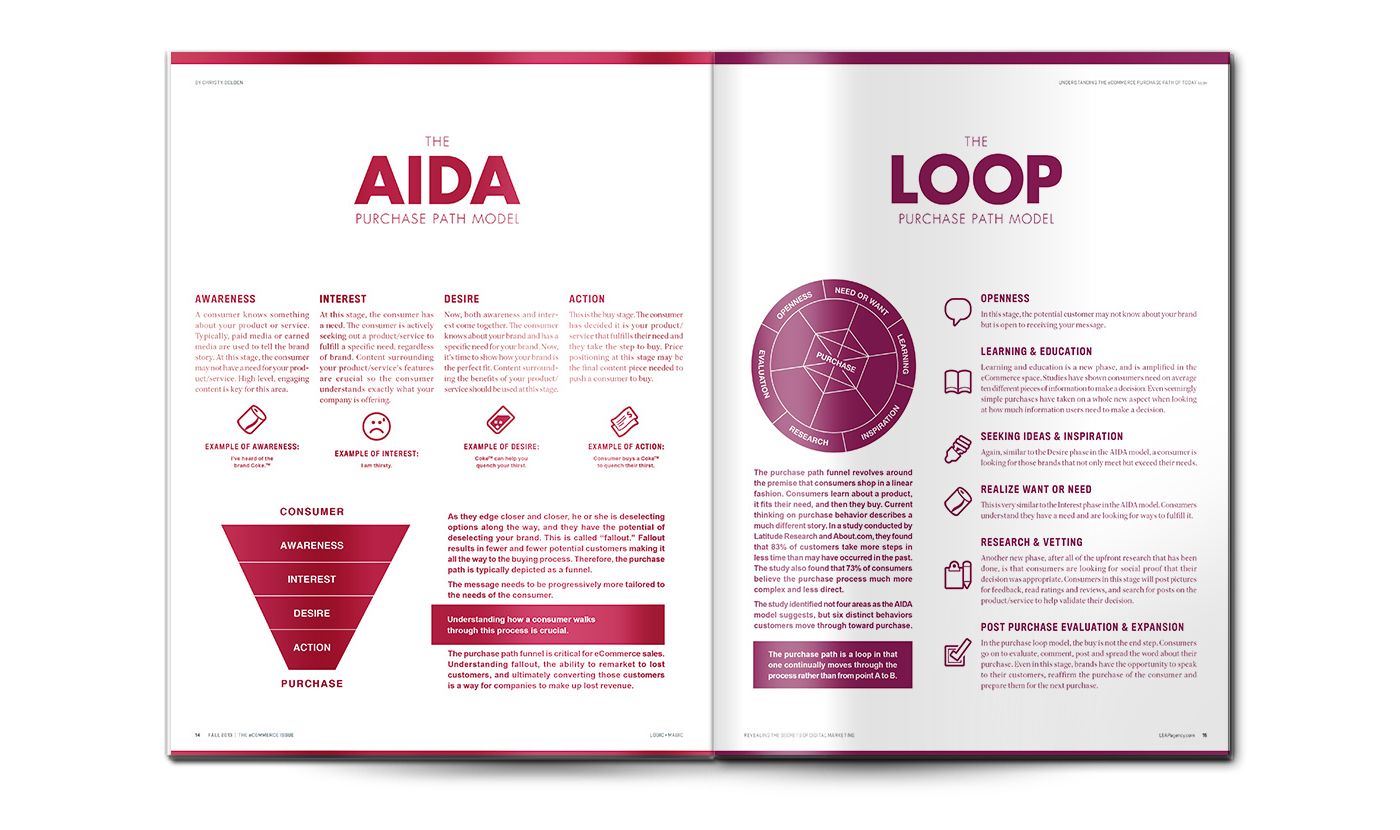 BY CHRISTY OLDEN
THE
AIDA
PURCHASE PATH MODEL
AWARENESS
A consumer knows something
about your product or service.
Typically, paid media or earned
media are used to tell the brand
story. At this stage, the consumer
may not have a need for your prod-
uct/service. High level, engaging
content is key for this area.
EXAMPLE OF AWARENESS:
I've heard of the
brand Coke.™
INTEREST
At this stage, the consumer has
a need. The consumer is actively
seeking out a product/service to
fulfill a specific need, regardless
of brand. Content surrounding
your product/service's features
are crucial so the consumer
understands exactly what your
company is offering.
EXAMPLE OF INTEREST:
I am thirsty.
DESIRE
Now, both awareness and inter-
est come together. The consumer
knows about your brand and has a
specific need for your brand. Now,
it's time to show how your brand is
the perfect fit. Content surround-
ing the benefits of your product/
service should be used at this stage.
EXAMPLE OF DESIRE:
Coke™ can help you
quench your thirst.
ACTION
This is the buy stage. The consumer
has decided it is your product/
service that fulfills their need and
they take the step to buy. Price
positioning at this stage may be
the final content piece needed to
push a consumer to buy.
EXAMPLE OF ACTION:
Consumer buys a Coke™
to quench their thirst.
CONSUMER
AWARENESS
INTEREST
DESIRE
ACTION
PURCHASE
As they edge closer and closer, he or she is deselecting
options along the way, and they have the potential of
deselecting your brand. This is called "fallout." Fallout
results in fewer and fewer potential customers making it
all the way to the buying process. Therefore, the purchase
path is typically depicted as a funnel.
The message needs to be progressively more tailored to
the needs of the consumer.
Understanding how a consumer walks
through this process is crucial.
The purchase path funnel is critical for eCommerce sales.
Understanding fallout, the ability to remarket to lost
customers, and ultimately converting those customers
is a way for companies to make up lost revenue.
14 FALL 2013 | THE eCOMMERCE ISSUE
LOGIC+MAGIC
UNDERSTANDING THE eCOMMERCE PURCHASE PATH OF TODAY
THE
LOOP
PURCHASE PATH MODEL
OPENNESS
NEED OR WANT
LEARNING
INSPIRATION
RESEARCH
EVALUATION
PURCHASE
The purchase path funnel revolves around
the premise that consumers shop in a linear
fashion. Consumers learn about a product,
it fits their need, and then they buy. Current
thinking on purchase behavior describes a
much different story. In a study conducted by
Latitude Research and About.com, they found
that 83% of customers take more steps in
less time than may have occurred in the past.
The study also found that 73% of consumers
believe the purchase process much more
complex and less direct.
The study identified not four areas as the AIDA
model suggests, but six distinct behaviors
customers move through toward purchase.
The purchase path is a loop in that
one continually moves through the
process rather than from point A to B.
OPENNESS
In this stage, the potential customer may not know about your brand
but is open to receiving your message.
LEARNING & EDUCATION
Learning and education is a new phase, and is amplified in the
eCommerce space. Studies have shown consumers need on average
ten different pieces of information to make a decision. Even seemingly
simple purchases have taken on a whole new aspect when looking
at how much information users need to make a decision.
SEEKING IDEAS & INSPIRATION
Again, similar to the Desire phase in the AIDA model, a consumer is
looking for those brands that not only meet but exceed their needs.
REALIZE WANT OR NEED
This is very similar to the Interest phase in the AIDA model. Consumers
understand they have a need and are looking for ways to fulfill it.
RESEARCH & VETTING
Another new phase, after all of the upfront research that has been
done, is that consumers are looking for social proof that their
decision was appropriate. Consumers in this stage will post pictures
for feedback, read ratings and reviews, and search for posts on the
product/service to help validate their decision.
POST PURCHASE EVALUATION & EXPANSION
In the purchase loop model, the buy is not the end step. Consumers
go on to evaluate, comment, post and spread the word about their
purchase. Even in this stage, brands have the opportunity to speak
to their customers, reaffirm the purchase of the consumer and
prepare them for the next purchase.
REVEALING THE SECRETS OF DIGITAL MARKETING
LEAPagency.com 15